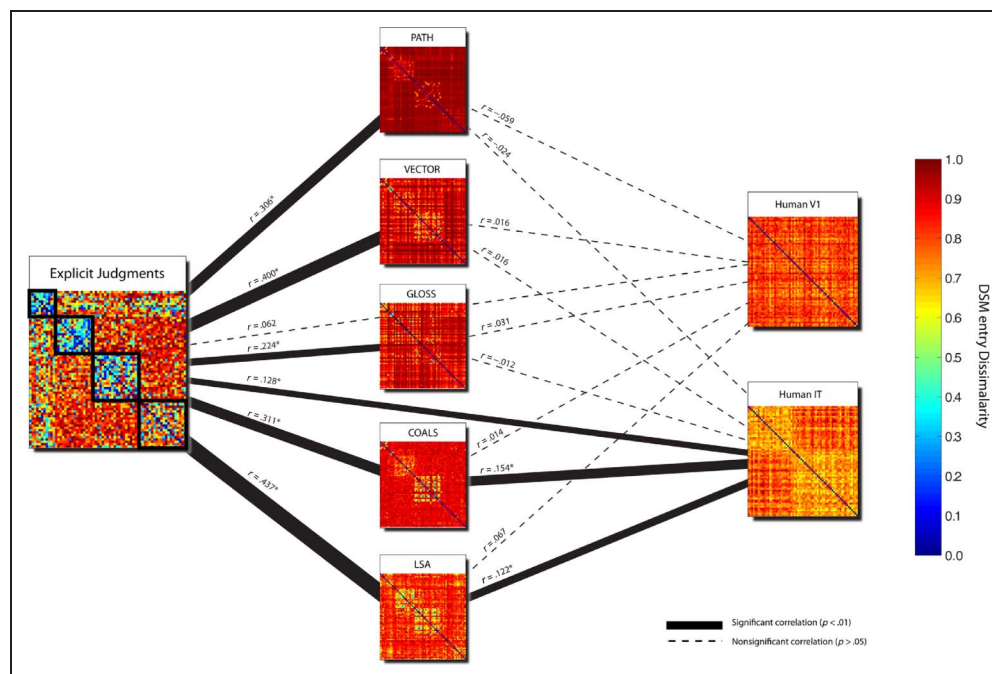 PATH
r = -.059
r = -.024
r = .306*
VECTOR
r = .400*
r = .016
r = .016
Human V1
Explicit Judgments
GLOSS
r = .062
r = .224*
r = .031
r = -.012
r = .128*
Human IT
COALS
r = .311*
r = .014
r = .154*
r = .437*
LSA
r = .067
r = .122*
1.0
0.9
0.8
0.7
0.6
0.5
0.4
0.3
0.2
0.1
0.0
DSM entry Dissimilarity
Significant correlation (p < .01)
Nonsignificant correlation (p > .05)